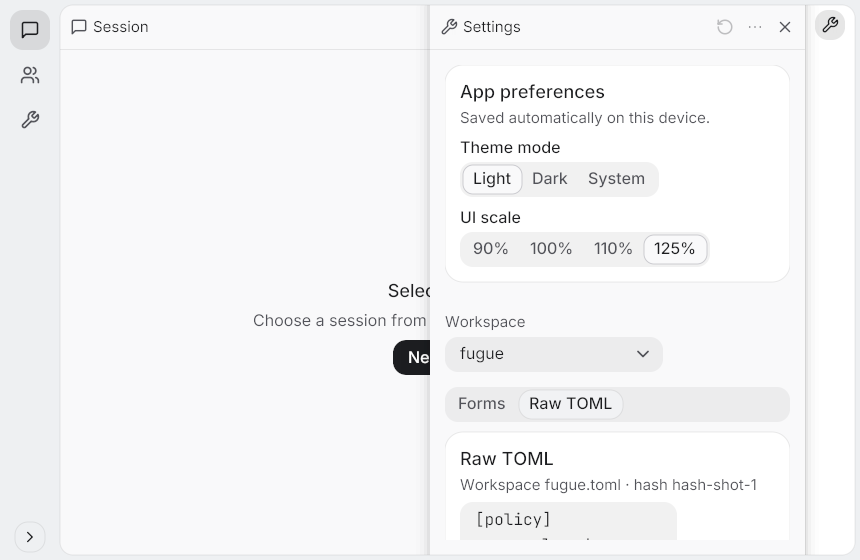 Session
Settings
App preferences
Saved automatically on this device.
Theme mode
Light Dark System
UI scale
90% 100% 110% 125%
Choose a session from
Workspace
fugue
Forms Raw TOML
Raw TOML
Workspace fugue.toml · hash hash-shot-1
[policy]